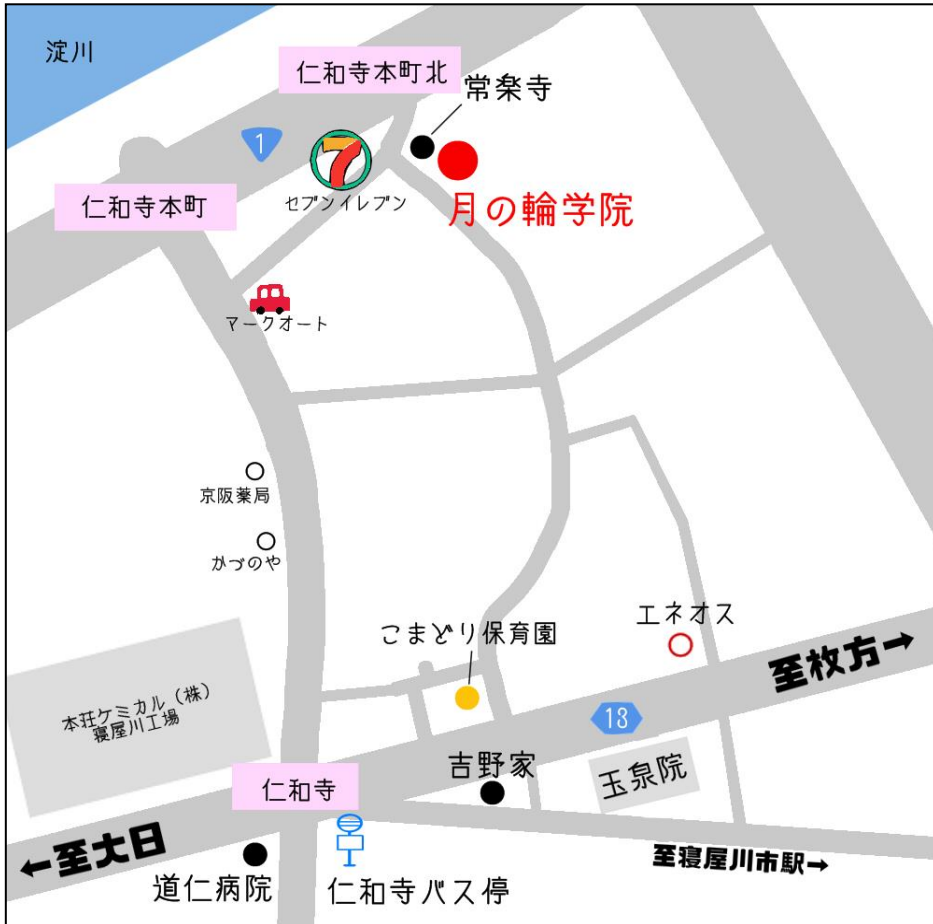 淀川
仁和寺本町北
常楽寺
1
7
仁和寺本町
セブンイレブン
月の輪学院
マークオート
京阪薬局
かづのや
エネオス
こまどり保育園
至枚方→
本荘ケミカル（株）
寝屋川工場
13
吉野家
玉泉院
仁和寺
←至大日
至寝屋川市駅→
道仁病院
仁和寺バス停